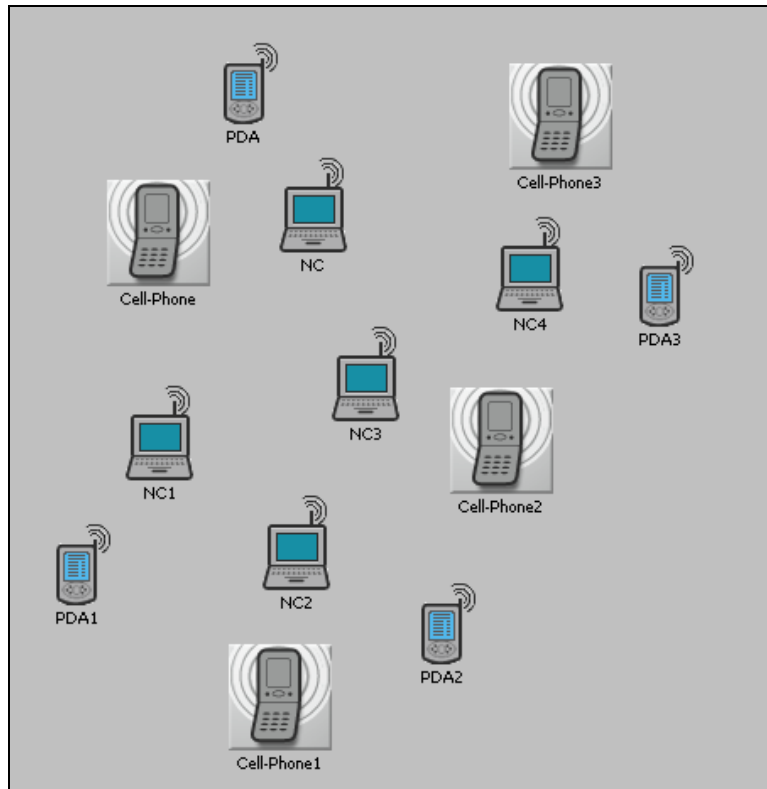 PDA
Cell-Phone3
NC
Cell-Phone
NC4
PDA3
NC3
NC1
Cell-Phone2
NC2
PDA1
PDA2
Cell-Phone1